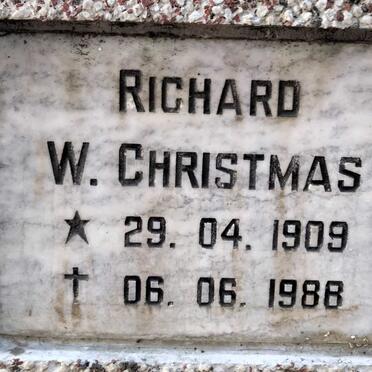 RICHARD
W. CHRISTMAS
★ 29. 04. 1909
✝ 06. 06. 1988